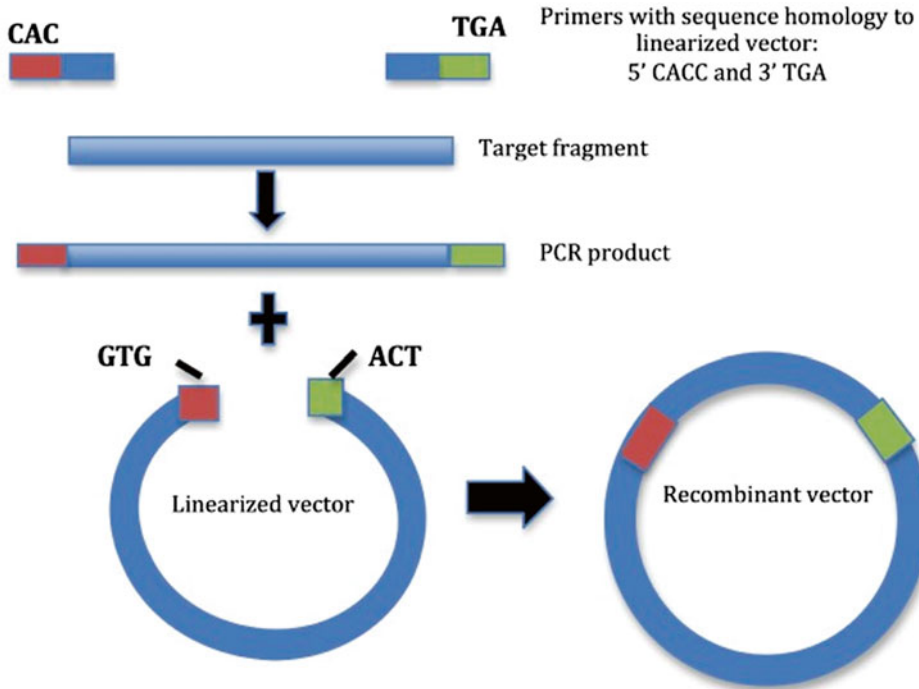 CAC
TGA
Primers with sequence homology to
linearized vector:
5’ CACC and 3’ TGA
Target fragment
PCR product
GTG
ACT
Linearized vector
Recombinant vector